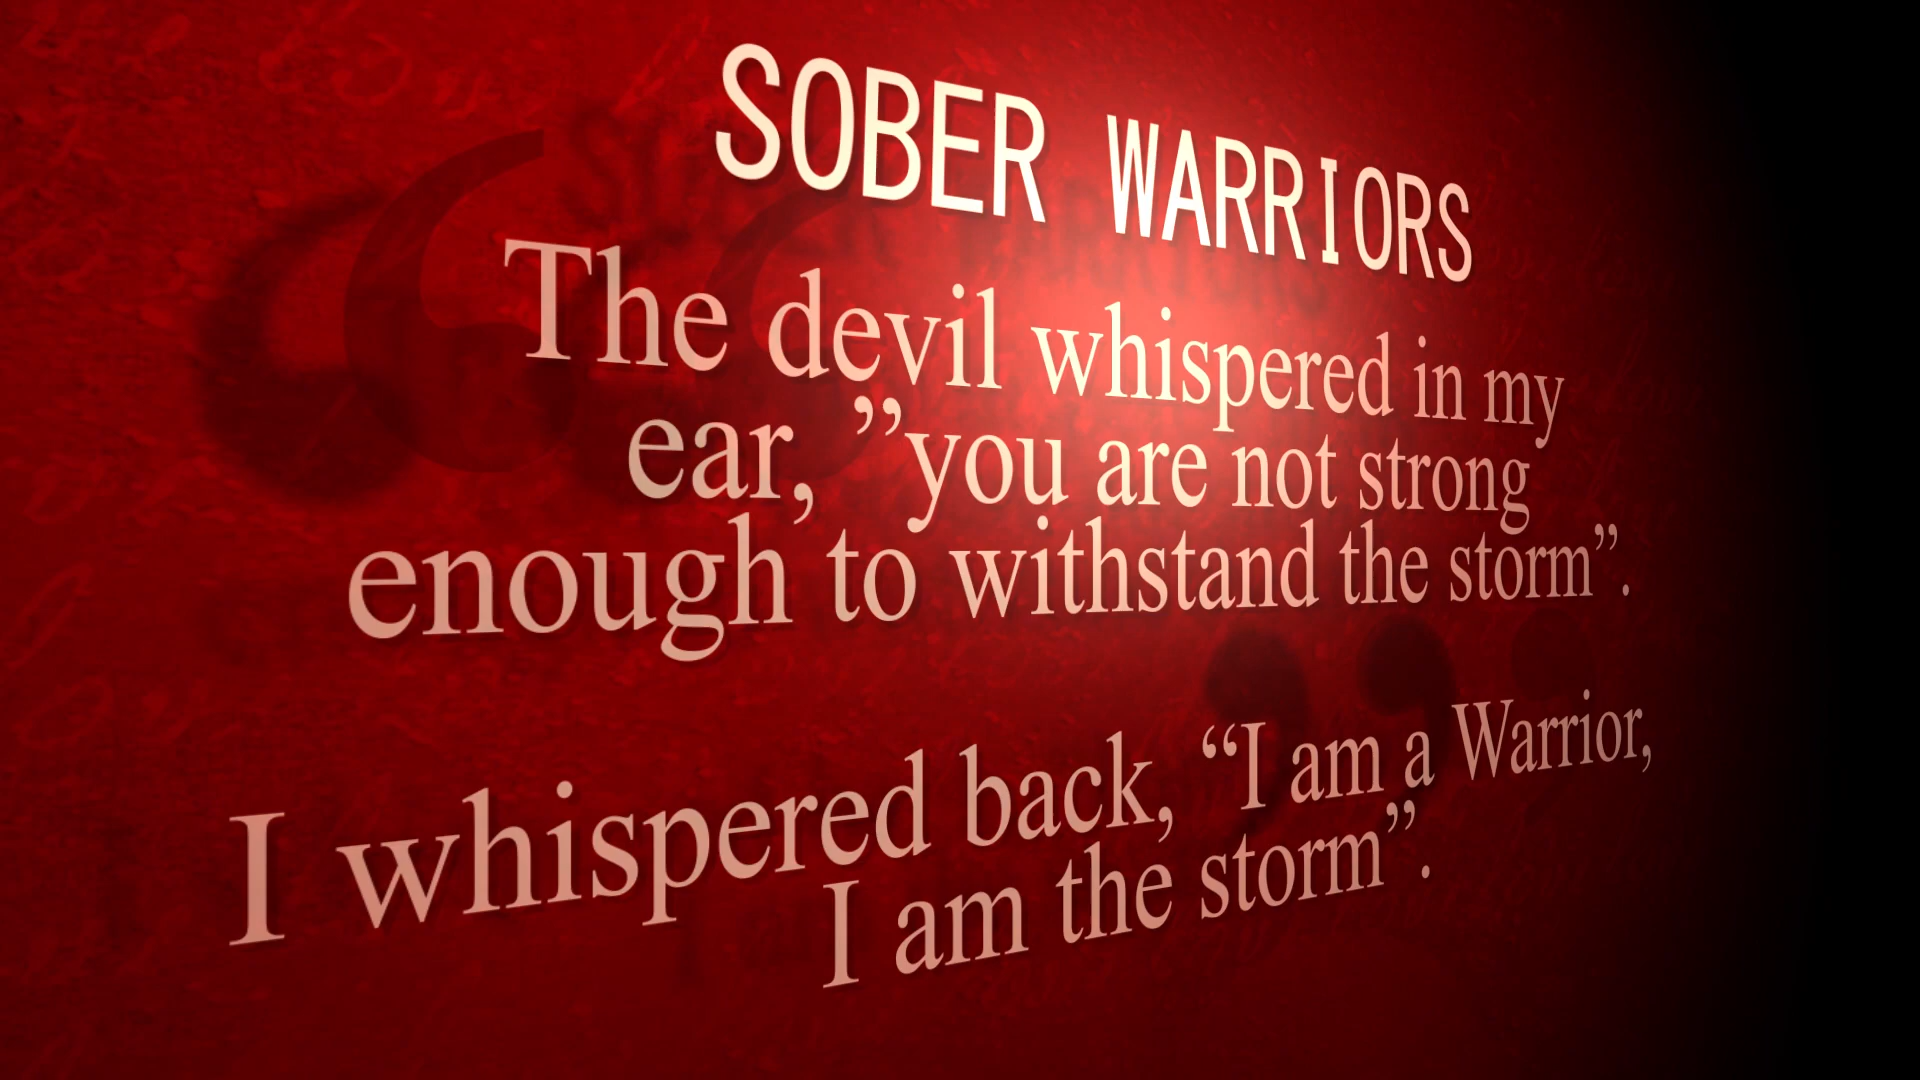 SOBER WARRIORS
The devil whispered in my
ear, ”you are not strong
enough to withstand the storm”.
I whispered back, “I am a Warrior,
I am the storm”.